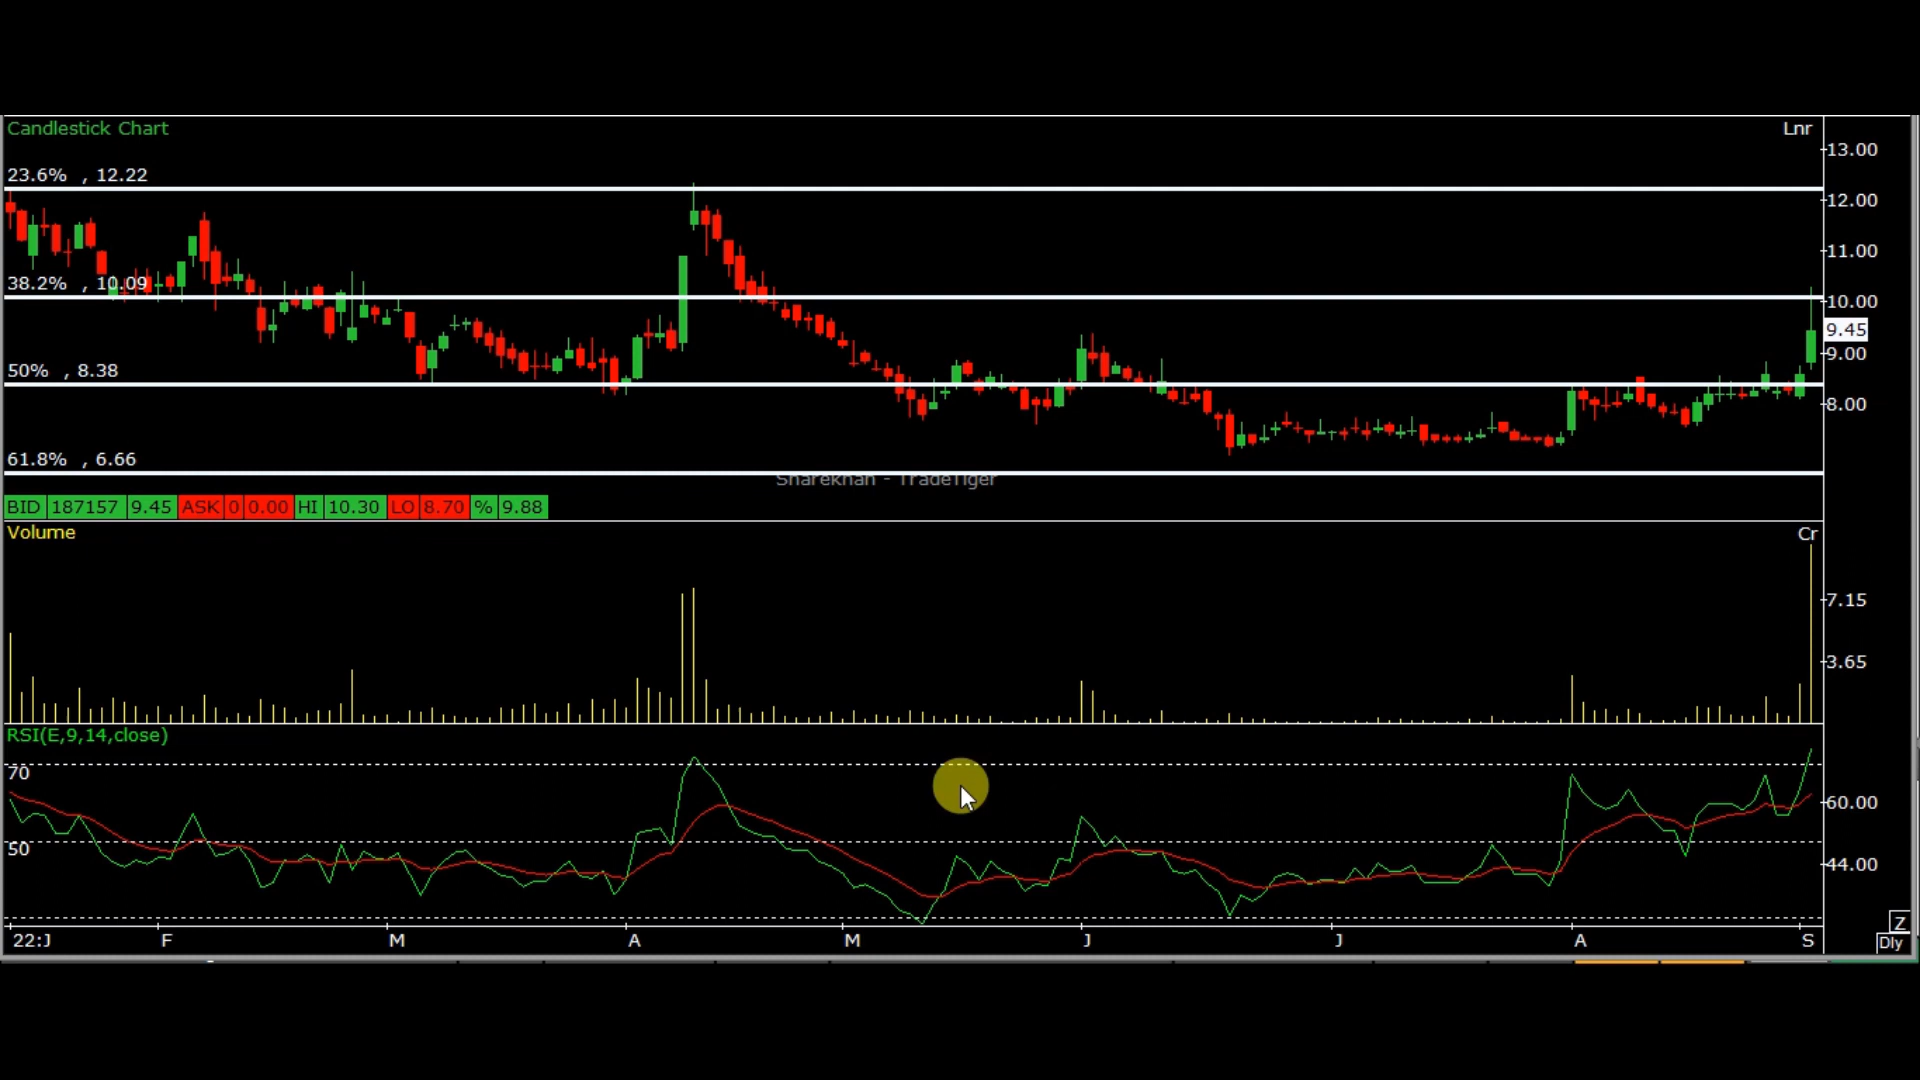 Candlestick Chart Lnr
13.00
23.6% , 12.22
12.00
11.00
38.2% , 10.09
10.00
9.45
9.00
50% , 8.38
8.00
61.8% , 6.66
Sharekhan - TradeTiger
BID 187157 9.45 ASK 0 0.00 HI 10.30 LO 8.70 % 9.88
Volume Cr
7.15
3.65
RSI(E,9,14,close)
70
60.00
50
44.00
Z
22:J F M A M J J A S Dly